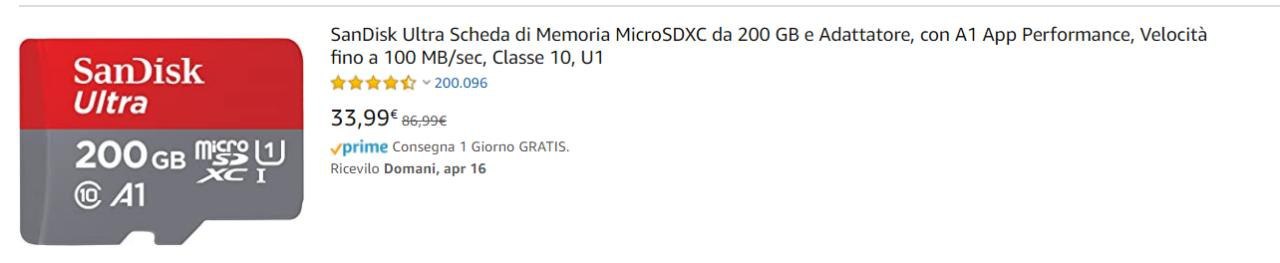 SanDisk
Ultra
200 GB micro SD XC I U1
10 A1
SanDisk Ultra Scheda di Memoria MicroSDXC da 200 GB e Adattatore, con A1 App Performance, Velocità
fino a 100 MB/sec, Classe 10, U1
200.096
33,99€ 86,99€
prime Consegna 1 Giorno GRATIS.
Ricevilo Domani, apr 16